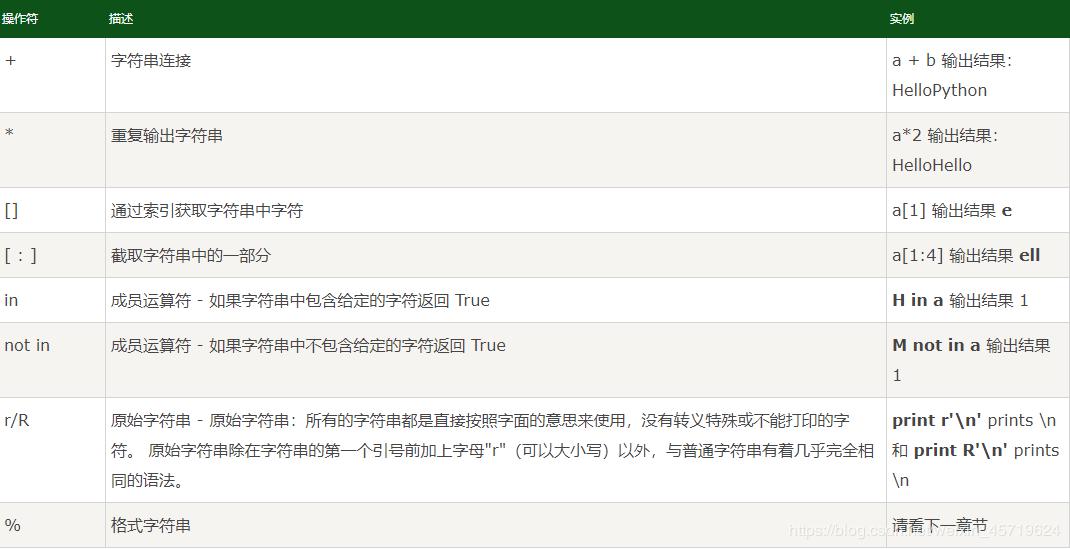 操作符 描述 实例
+ 字符串连接 a + b 输出结果：
HelloPython
* 重复输出字符串 a*2 输出结果：
HelloHello
[] 通过索引获取字符串中字符 a[1] 输出结果 e
[ : ] 截取字符串中的一部分 a[1:4] 输出结果 ell
in 成员运算符 - 如果字符串中包含给定的字符返回 True H in a 输出结果 1
not in 成员运算符 - 如果字符串中不包含给定的字符返回 True M not in a 输出结果
1
r/R 原始字符串 - 原始字符串：所有的字符串都是直接按照字面的意思来使用，没有转义特殊或不能打印的字 print r'\n' prints \n
符。 原始字符串除在字符串的第一个引号前加上字母"r"（可以大小写）以外，与普通字符串有着几乎完全相 和 print R'\n' prints
同的语法。 \n
% 格式字符串 请看下一章节
https://blog.csdn.net/weixin_45719624